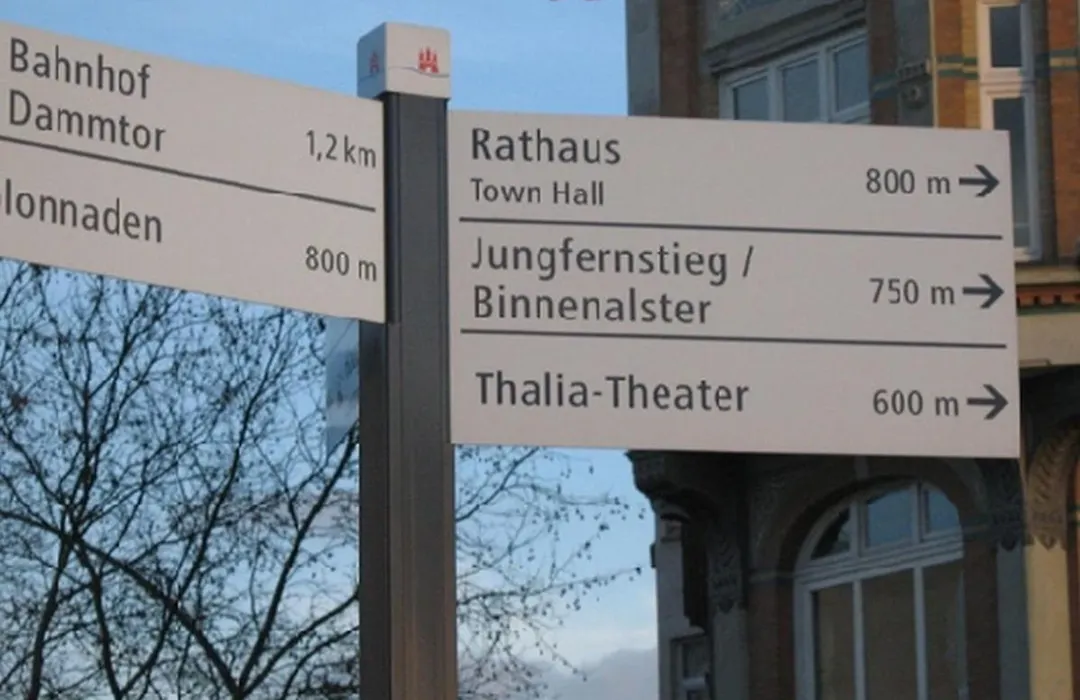 Bahnhof
Dammtor 1,2 km
lonnaden
800 m
Rathaus
Town Hall 800 m
Jungfernstieg /
Binnenalster 750 m
Thalia-Theater 600 m